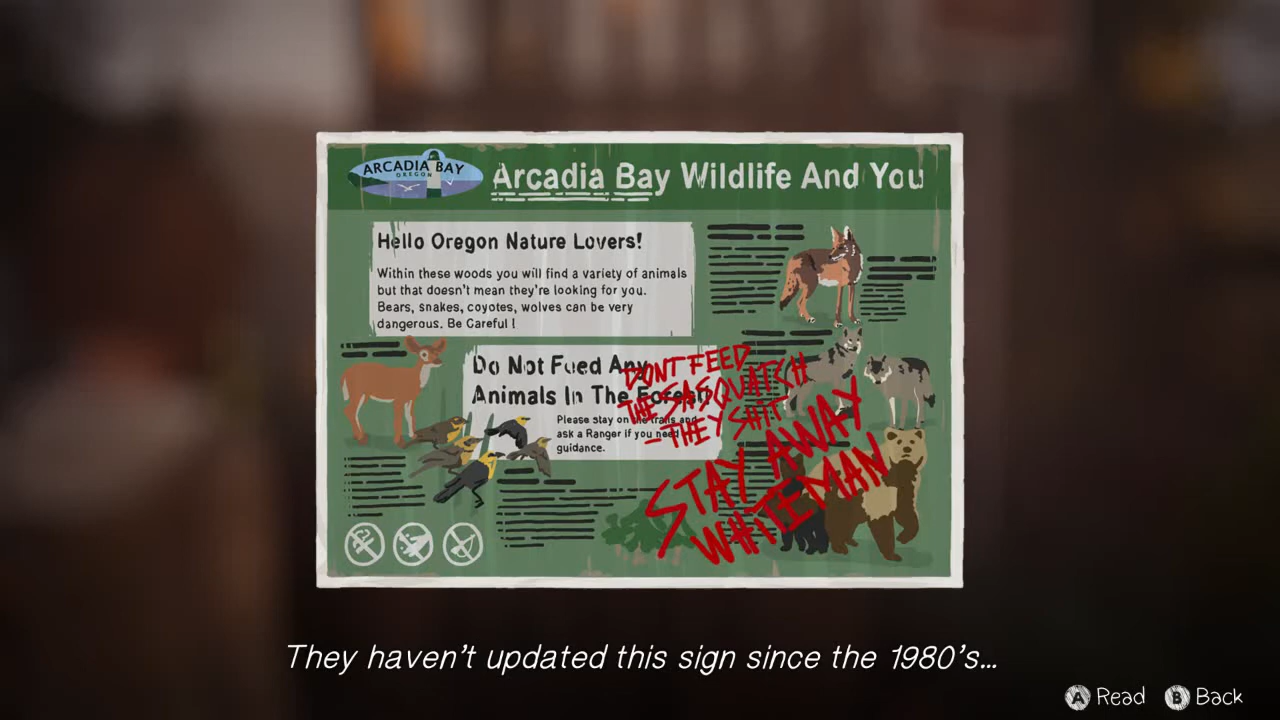 ARCADIA BAY
OREGON
Arcadia Bay Wildlife And You
Hello Oregon Nature Lovers!
Within these woods you will find a variety of animals
but that doesn't mean they're looking for you.
Bears, snakes, coyotes, wolves can be very
dangerous. Be Careful !
Do Not Feed Any
Animals In The Forest
Please stay on the trails and
ask a Ranger if you need
guidance.
DONT FEED
THE SASQUATCH
-THEY SHIT
STAY AWAY
WHITEMAN
They haven't updated this sign since the 1980's...
A Read B Back